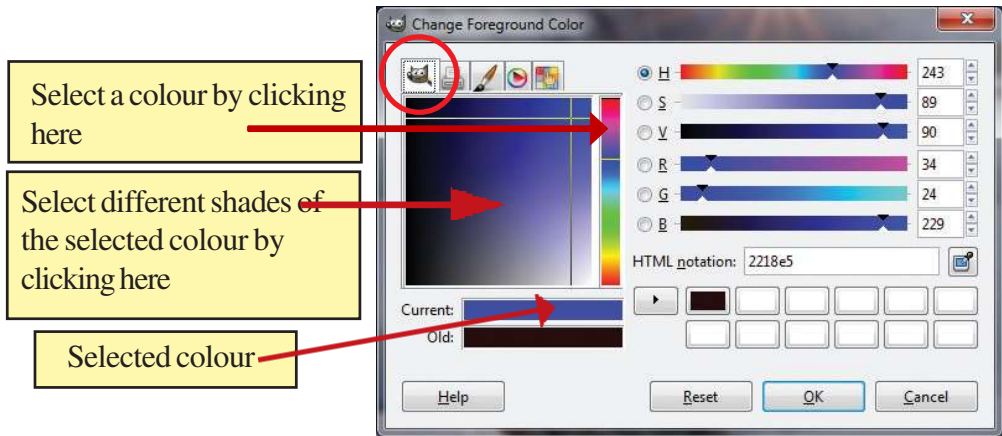 Change Foreground Color
Select a colour by clicking
here
Select different shades of
the selected colour by
clicking here
Selected colour
H 243
S 89
V 90
R 34
G 24
B 229
HTML notation: 2218e5
Current:
Old:
Help
Reset
OK
Cancel